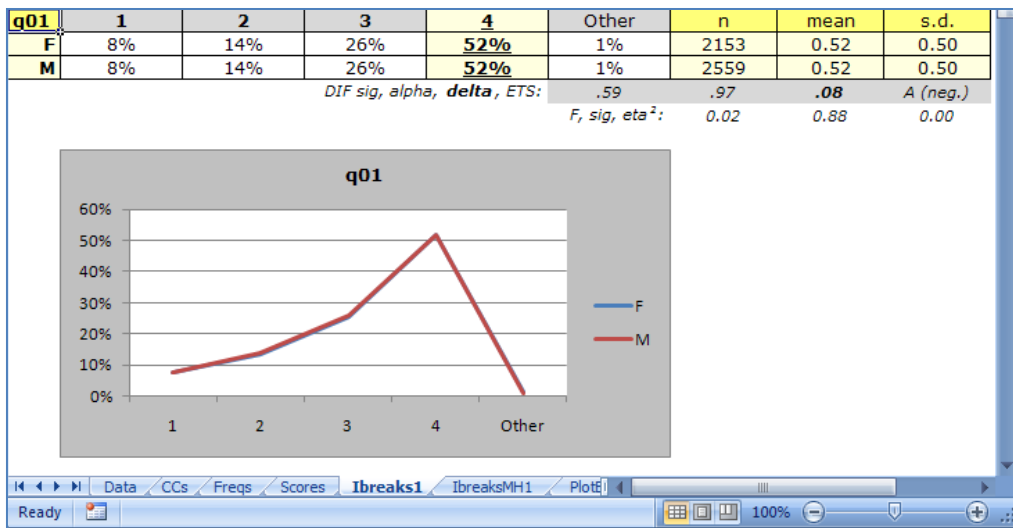 q01 1 2 3 4 Other n mean s.d.
F 8% 14% 26% 52% 1% 2153 0.52 0.50
M 8% 14% 26% 52% 1% 2559 0.52 0.50
DIF sig, alpha, delta, ETS: .59 .97 .08 A (neg.)
F, sig, eta²: 0.02 0.88 0.00
q01
60%
50%
40%
30%
20%
10%
0%
1 2 3 4 Other
F
M
Data CCs Freqs Scores Ibreaks1 IbreaksMH1
Ready 100%